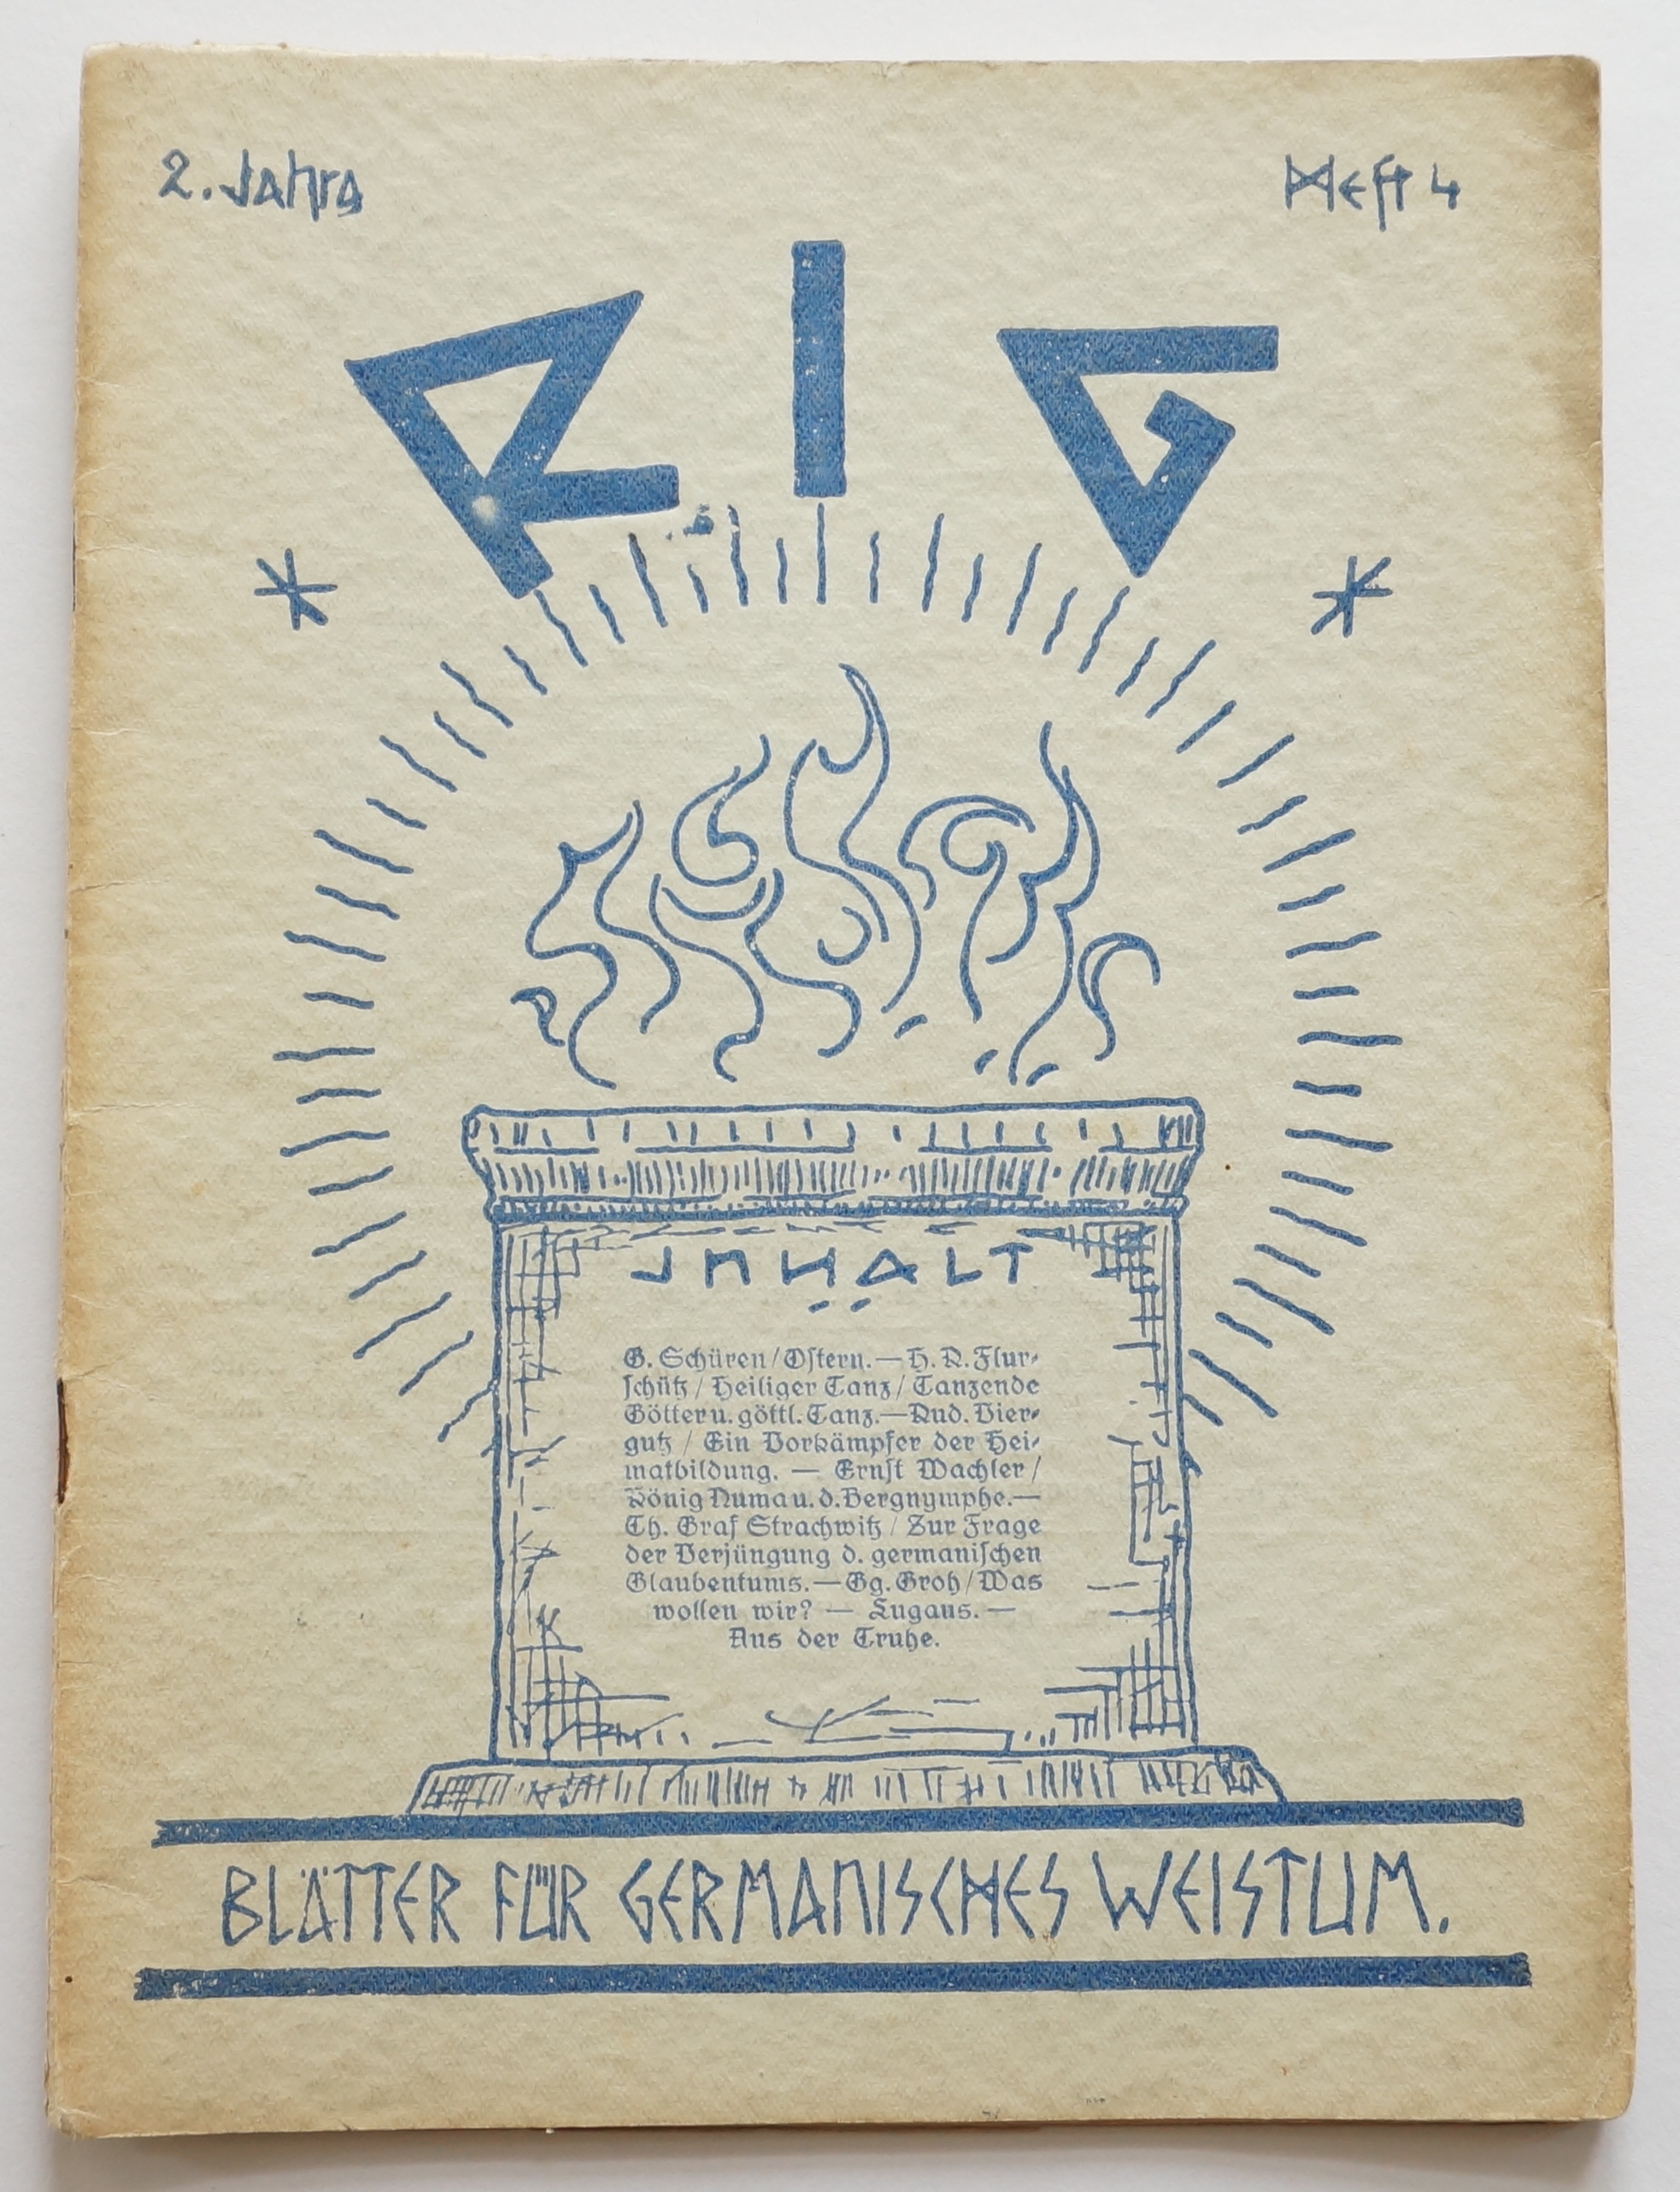 2. Jahrg
Heft 4
RIG
JNHALT
G. Schüren / Ostern. — H. R. Flur-
schütz / Heiliger Tanz / Tanzende
Götter u. göttl. Tanz. — Rud. Vier-
gutz / Ein Vorkämpfer der Hei-
matbildung. — Ernst Wachler /
König Numa u. d. Bergnymphe. —
Th. Graf Strachwitz / Zur Frage
der Verjüngung d. germanischen
Glaubentums. — Gg. Groh / Was
wollen wir? — Lugaus. —
Aus der Truhe.
BLÄTTER FÜR GERMANISCHES WEISTUM.